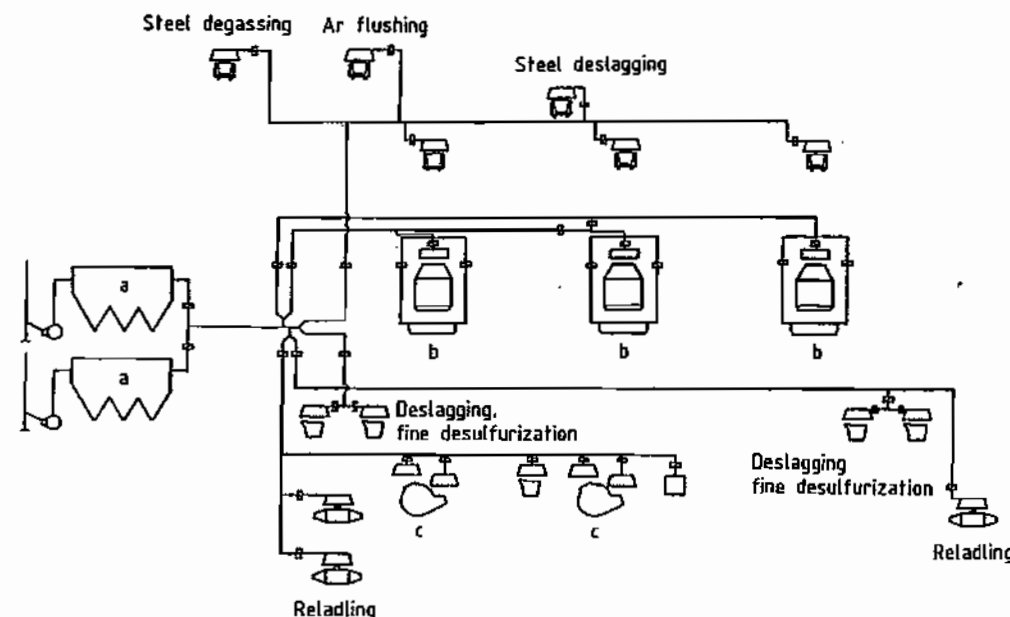 Steel degassing
Ar flushing
Steel deslagging
a
b
b
b
a
Deslagging,
fine desulfurization
Deslagging
fine desulfurization
c
c
Reladling
Reladling